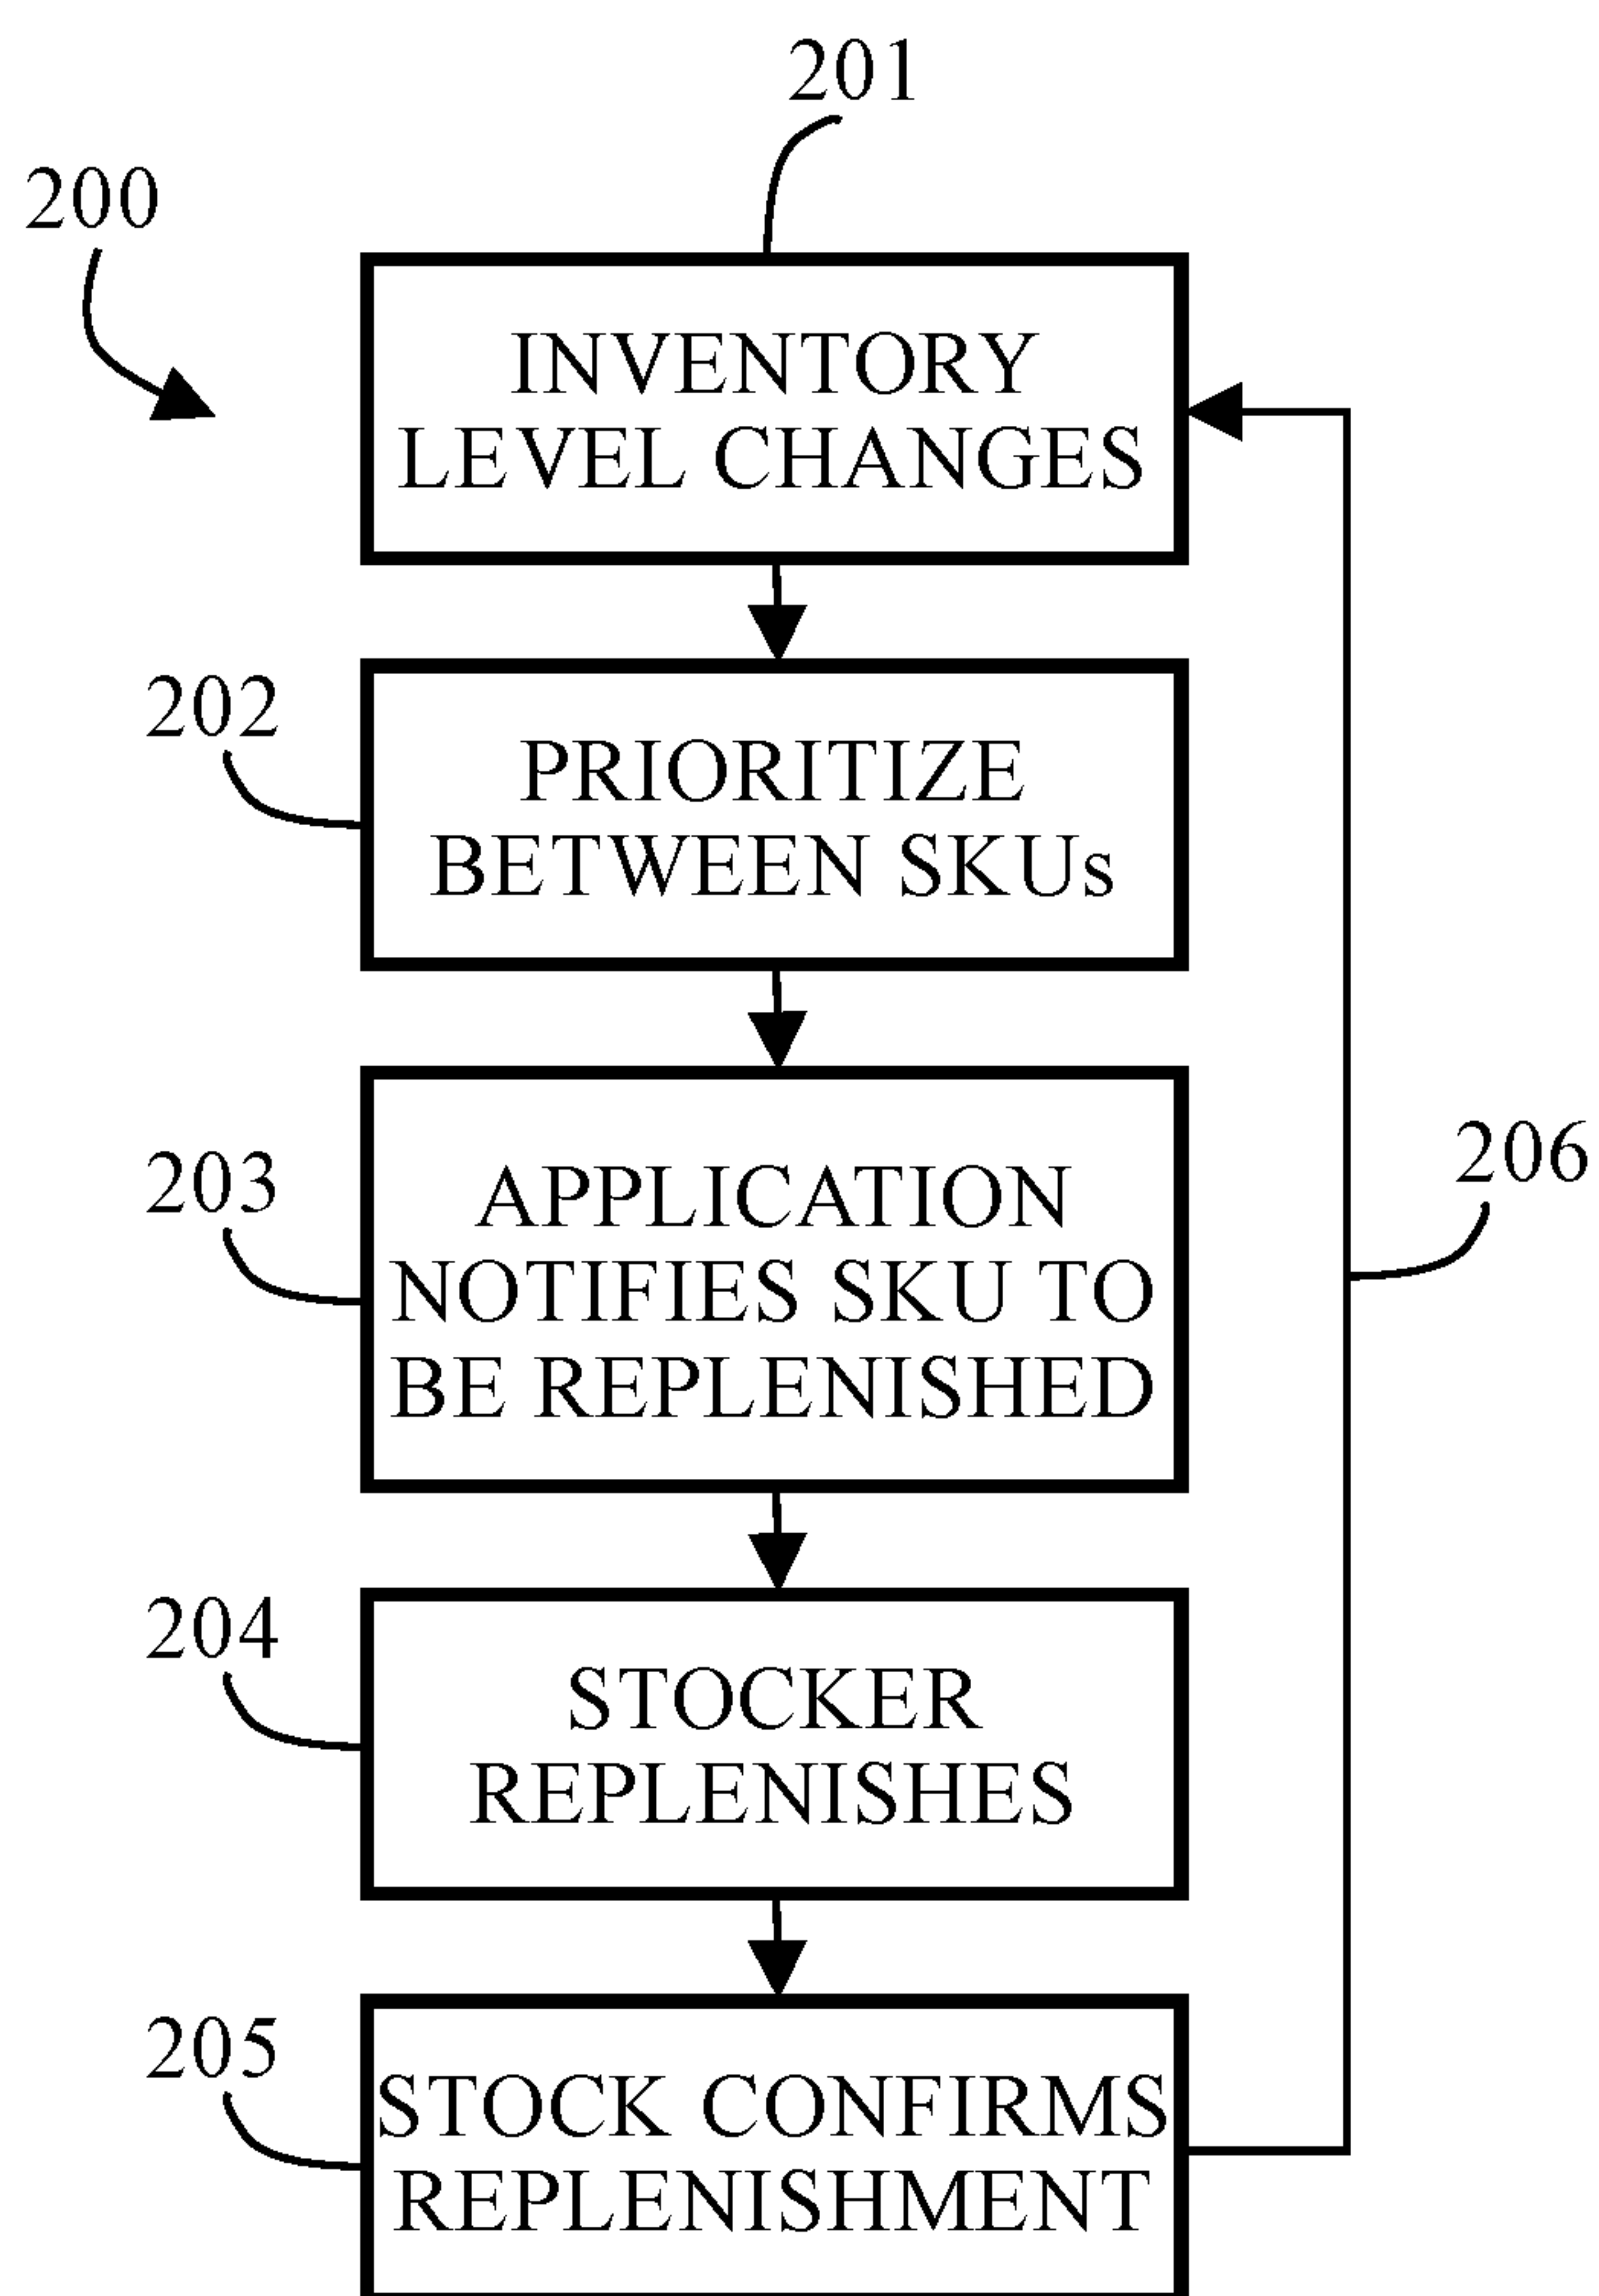 201
200
INVENTORY
LEVEL CHANGES
202
PRIORITIZE
BETWEEN SKUs
203
APPLICATION
NOTIFIES SKU TO
BE REPLENISHED
206
204
STOCKER
REPLENISHES
205
STOCK CONFIRMS
REPLENISHMENT